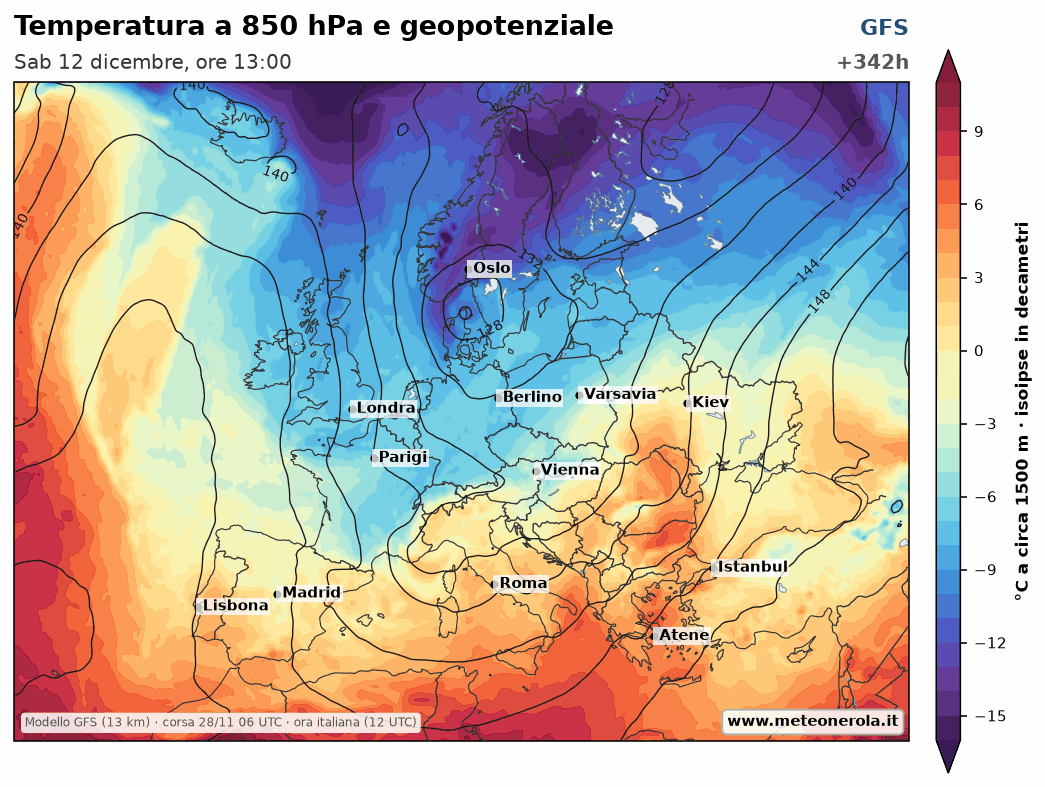 Temperatura a 850 hPa e geopotenziale
GFS
Sab 12 dicembre, ore 13:00
+342h
140
128
0
140
140
140
Oslo
132
144
148
128
Berlino
Varsavia
Kiev
Londra
Parigi
Vienna
0
Istanbul
Roma
Madrid
Lisbona
Atene
Modello GFS (13 km) · corsa 28/11 06 UTC · ora italiana (12 UTC)
www.meteonerola.it
9
6
3
0
−3
−6
−9
−12
−15
°C a circa 1500 m · isoipse in decametri